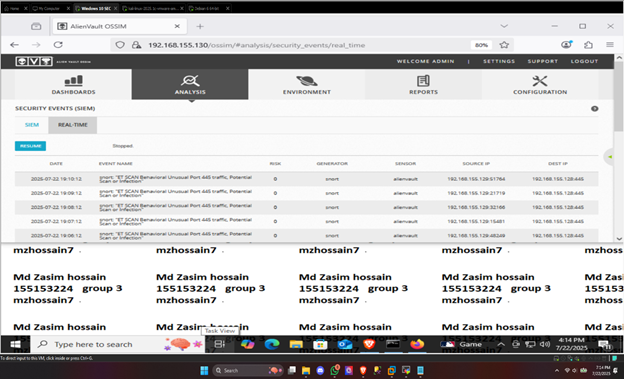 Home
My Computer
Windows 10 SEC
AlienVault OSSIM
192.168.155.130/ossim/#analysis/security_events/real_time
80%
ALIEN VAULT OSSIM
WELCOME ADMIN | SETTINGS SUPPORT LOGOUT
DASHBOARDS ANALYSIS ENVIRONMENT REPORTS CONFIGURATION
SECURITY EVENTS (SIEM)
SIEM REAL-TIME
RESUME Stopped.
DATE EVENT NAME RISK GENERATOR SENSOR SOURCE IP DEST IP
2025-07-22 19:10:12 snort: "ET SCAN Behavioral Unusual Port 445 traffic, Potential Scan or Infection" 0 snort alienvault 192.168.155.129:51764 192.168.155.128:445
2025-07-22 19:09:12 snort: "ET SCAN Behavioral Unusual Port 445 traffic, Potential Scan or Infection" 0 snort alienvault 192.168.155.129:21719 192.168.155.128:445
2025-07-22 19:08:12 snort: "ET SCAN Behavioral Unusual Port 445 traffic, Potential Scan or Infection" 0 snort alienvault 192.168.155.129:32166 192.168.155.128:445
2025-07-22 19:07:12 snort: "ET SCAN Behavioral Unusual Port 445 traffic, Potential Scan or Infection" 0 snort alienvault 192.168.155.129:15481 192.168.155.128:445
2025-07-22 19:06:12 snort: "ET SCAN Behavioral Unusual Port 445 traffic, Potential Scan or Infection" 0 snort alienvault 192.168.155.129:48249 192.168.155.128:445
mzhossain7 mzhossain7 mzhossain7 mzhossain7 mzhossain7
Md Zasim hossain Md Zasim hossain Md Zasim hossain Md Zasim hossain Md Zasim
155153224 group 3 155153224 group 3 155153224 group 3 155153224 group 3 155153224
mzhossain7 mzhossain7 mzhossain7 mzhossain7 mzhossain7
Md Zasim hossain Md Zasim hossain Md Zasim hossain Md Zasim hossain Md Zasim
Task View
Type here to search
Game
4:14 PM
7/22/2025
To direct input to this VM, click inside or press Ctrl+G.
Search
7:14 PM
7/22/2025